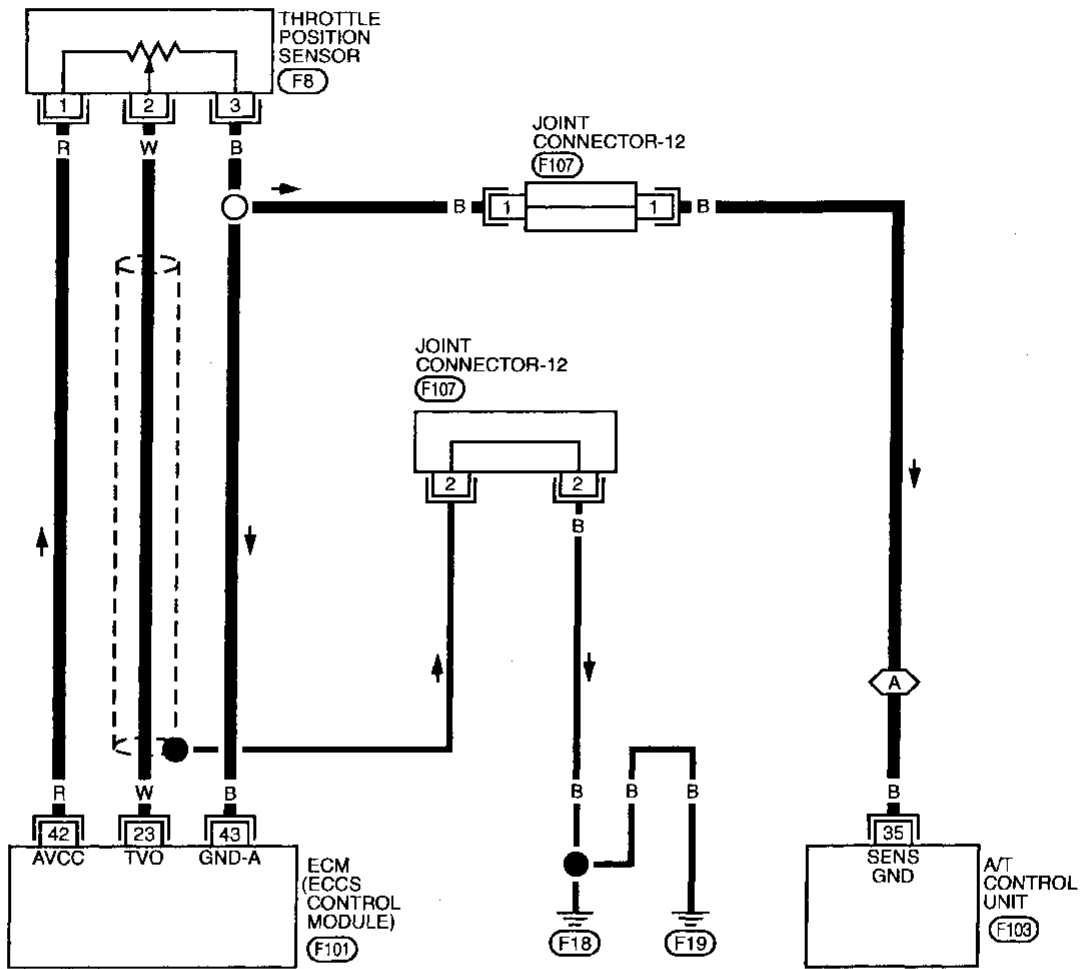 THROTTLE
POSITION
SENSOR
F8
1 2 3
R W B
JOINT
CONNECTOR-12
F107
B 1 1 B
JOINT
CONNECTOR-12
F107
2 2
B
A
R W B B B B B
42 23 43
AVCC TVO GND-A
35
SENS
GND
ECM
(ECCS
CONTROL
MODULE)
F101
F18 F19
A/T
CONTROL
UNIT
F103